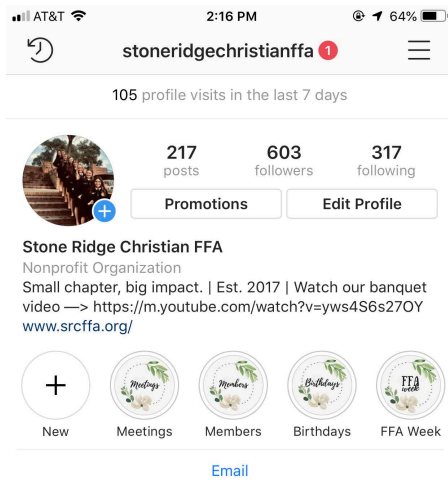 AT&T 2:16 PM 64%
stoneridgechristianffa 1
105 profile visits in the last 7 days
217 603 317
posts followers following
Promotions Edit Profile
Stone Ridge Christian FFA
Nonprofit Organization
Small chapter, big impact. | Est. 2017 | Watch our banquet
video —> https://m.youtube.com/watch?v=yws4S6s27OY
www.srcffa.org/
Meetings Members Birthdays FFA
week
New Meetings Members Birthdays FFA Week
Email